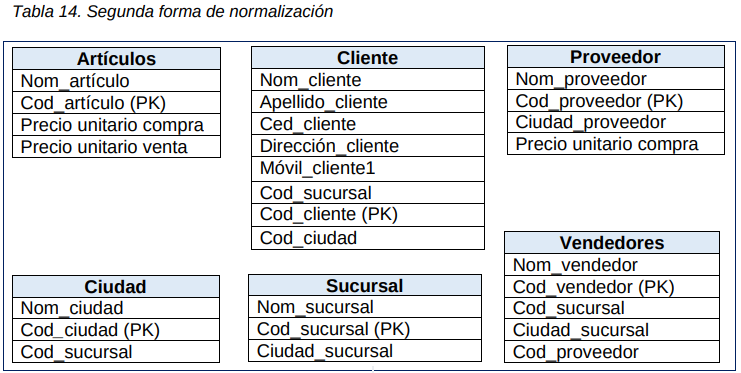 Tabla 14. Segunda forma de normalización
Artículos
Nom_artículo
Cod_artículo (PK)
Precio unitario compra
Precio unitario venta
Cliente
Nom_cliente
Apellido_cliente
Ced_cliente
Dirección_cliente
Móvil_cliente1
Cod_sucursal
Cod_cliente (PK)
Cod_ciudad
Proveedor
Nom_proveedor
Cod_proveedor (PK)
Ciudad_proveedor
Precio unitario compra
Ciudad
Nom_ciudad
Cod_ciudad (PK)
Cod_sucursal
Sucursal
Nom_sucursal
Cod_sucursal (PK)
Ciudad_sucursal
Vendedores
Nom_vendedor
Cod_vendedor (PK)
Cod_sucursal
Ciudad_sucursal
Cod_proveedor